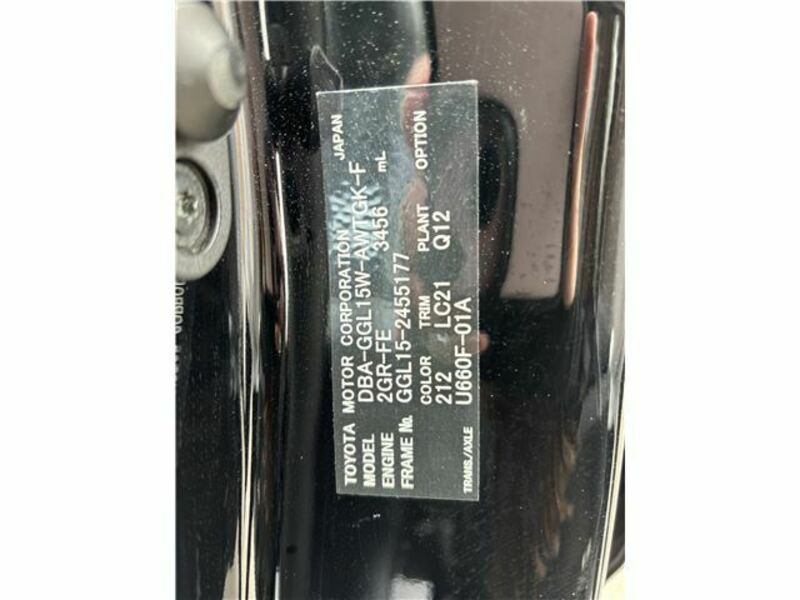 TOYOTA MOTOR CORPORATION JAPAN
MODEL DBA-GGL15W-AWTGK-F
ENGINE 2GR-FE 3456 mL
FRAME No. GGL15-2455177
COLOR TRIM PLANT OPTION
212 LC21 Q12
TRANS./AXLE U660F-01A